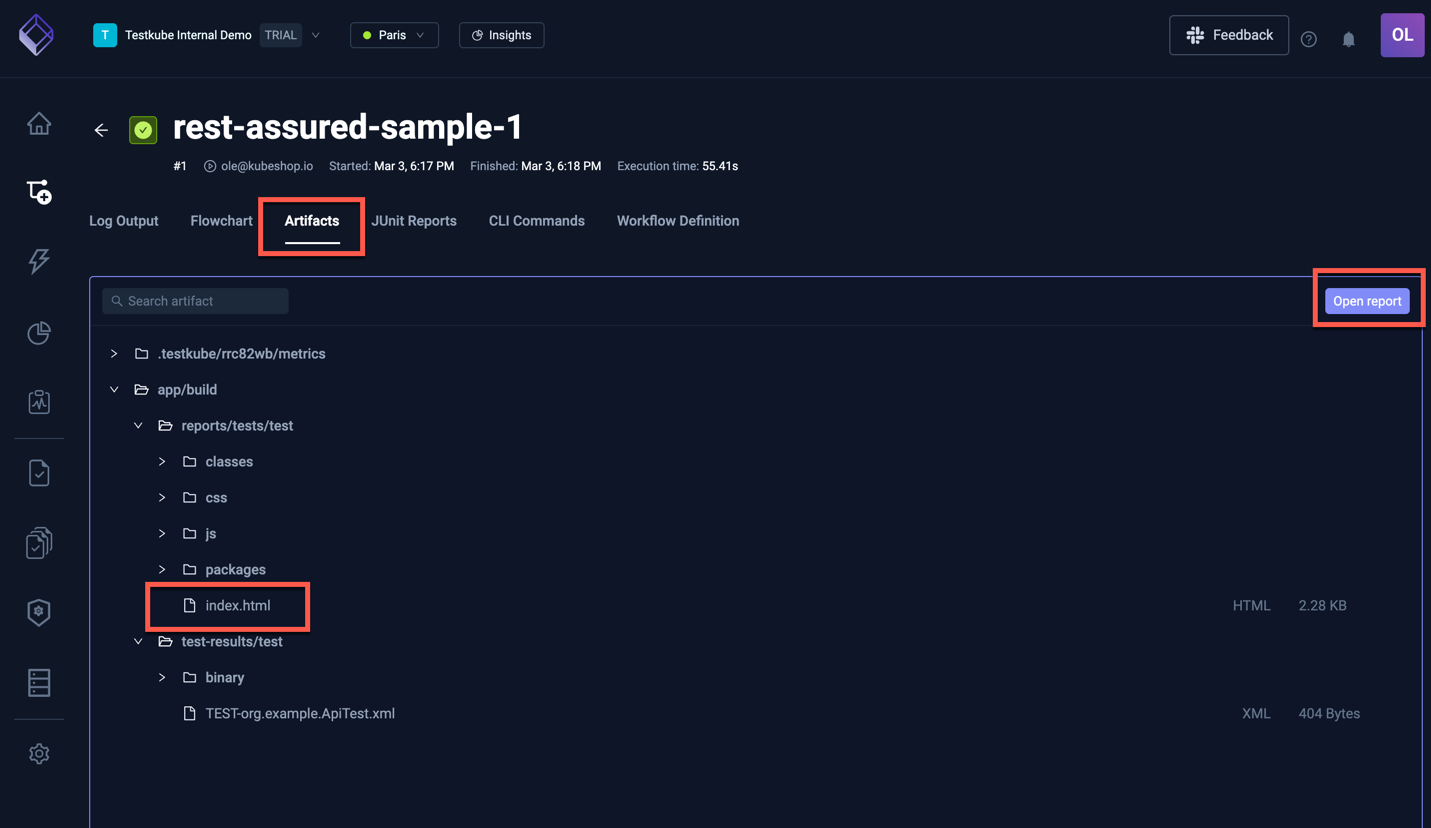 T Testkube Internal Demo TRIAL Paris Insights Feedback OL
rest-assured-sample-1
#1 ole@kubeshop.io Started: Mar 3, 6:17 PM Finished: Mar 3, 6:18 PM Execution time: 55.41s
Log Output Flowchart Artifacts JUnit Reports CLI Commands Workflow Definition
Search artifact Open report
.testkube/rrc82wb/metrics
app/build
reports/tests/test
classes
css
js
packages
index.html HTML 2.28 KB
test-results/test
binary
TEST-org.example.ApiTest.xml XML 404 Bytes